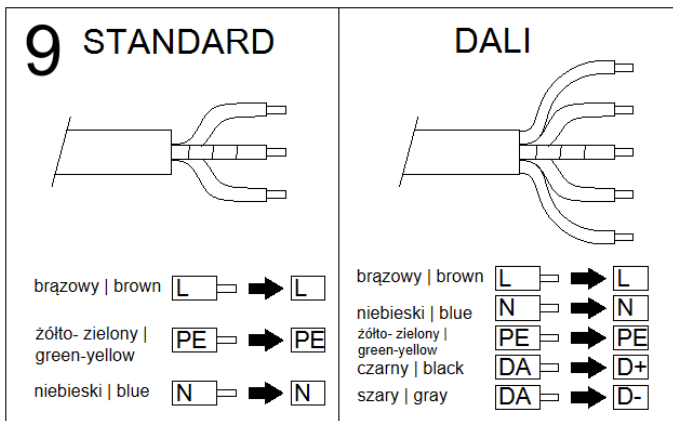 9 STANDARD
brązowy | brown L L
żółto- zielony |
green-yellow PE PE
niebieski | blue N N
DALI
brązowy | brown L L
niebieski | blue N N
żółto- zielony |
green-yellow PE PE
czarny | black DA D+
szary | gray DA D-